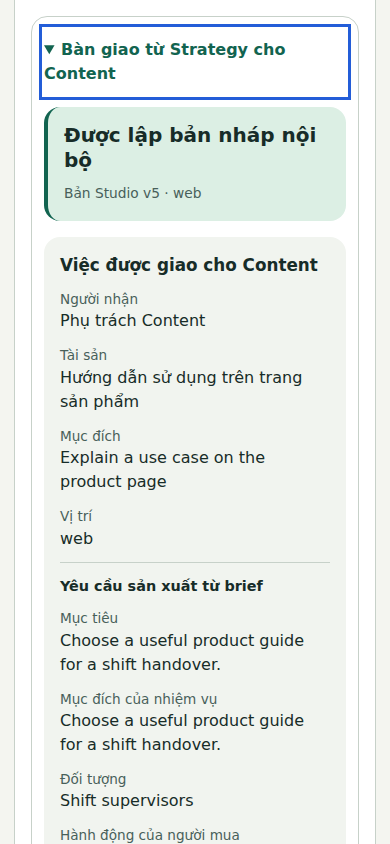 ▼ Bàn giao từ Strategy cho
Content
Được lập bản nháp nội
bộ
Bản Studio v5 · web
Việc được giao cho Content
Người nhận
Phụ trách Content
Tài sản
Hướng dẫn sử dụng trên trang
sản phẩm
Mục đích
Explain a use case on the
product page
Vị trí
web
Yêu cầu sản xuất từ brief
Mục tiêu
Choose a useful product guide
for a shift handover.
Mục đích của nhiệm vụ
Choose a useful product guide
for a shift handover.
Đối tượng
Shift supervisors
Hành động của người mua